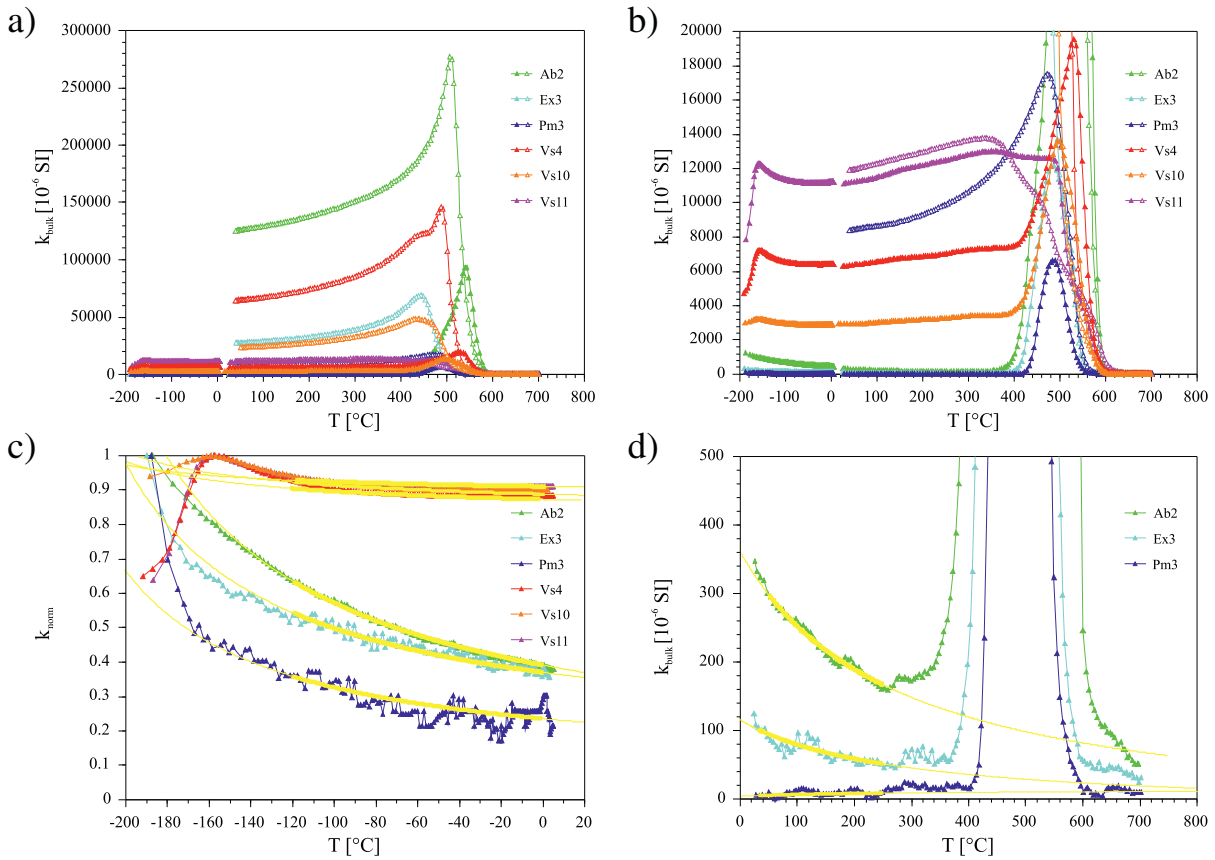 a)
300000
250000
200000
150000
100000
50000
0
k_bulk [10^-6 SI]
-200 -100 0 100 200 300 400 500 600 700 800
T [°C]
Ab2
Ex3
Pm3
Vs4
Vs10
Vs11
b)
20000
18000
16000
14000
12000
10000
8000
6000
4000
2000
0
k_bulk [10^-6 SI]
-200 -100 0 100 200 300 400 500 600 700 800
T [°C]
Ab2
Ex3
Pm3
Vs4
Vs10
Vs11
c)
1
0.9
0.8
0.7
0.6
0.5
0.4
0.3
0.2
0.1
0
k_norm
-200 -180 -160 -140 -120 -100 -80 -60 -40 -20 0 20
T [°C]
Ab2
Ex3
Pm3
Vs4
Vs10
Vs11
d)
500
400
300
200
100
0
k_bulk [10^-6 SI]
0 100 200 300 400 500 600 700 800
T [°C]
Ab2
Ex3
Pm3